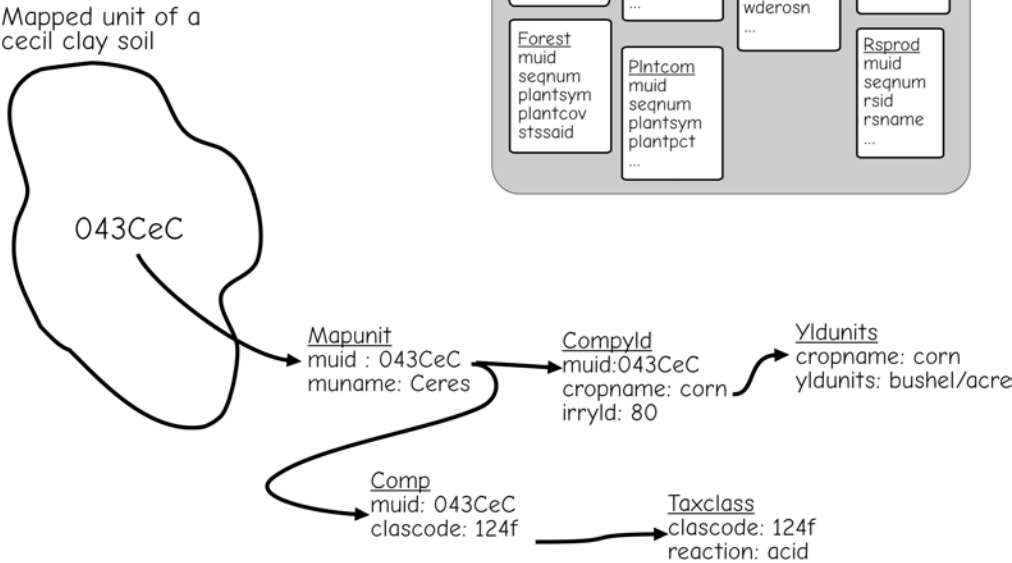 Mapped unit of a
cecil clay soil
043CeC
...
wderosn
...
Forest
muid
seqnum
plantsym
plantcov
stssaid
Plntcom
muid
seqnum
plantsym
plantpct
...
Rsprod
muid
seqnum
rsid
rsname
...
Mapunit
muid : 043CeC
muname: Ceres
Compyld
muid:043CeC
cropname: corn
irryld: 80
Yldunits
cropname: corn
yldunits: bushel/acre
Comp
muid: 043CeC
clascode: 124f
Taxclass
clascode: 124f
reaction: acid